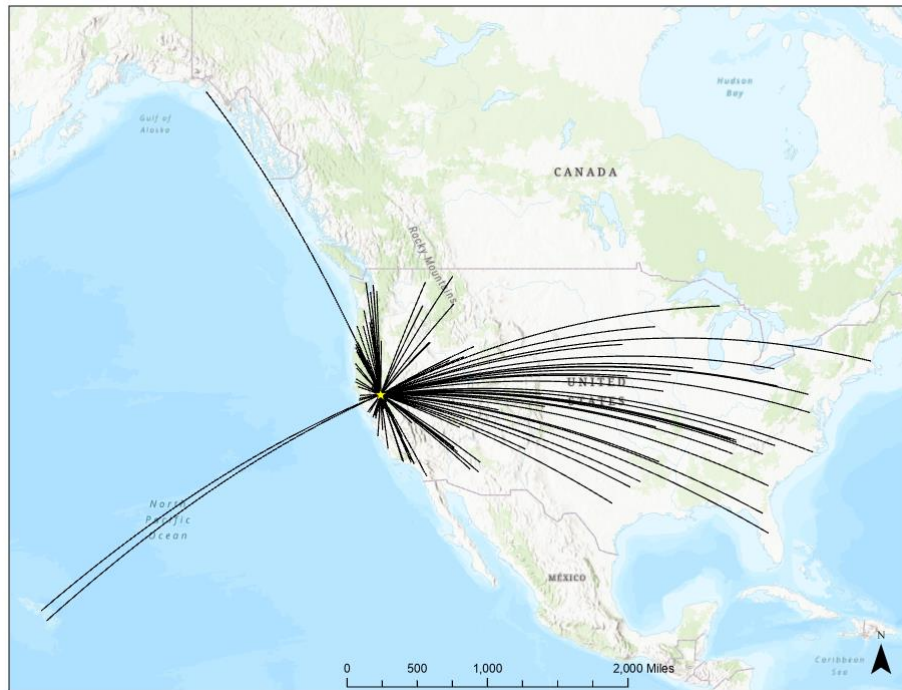 Hudson
Bay
Gulf of
Alaska
CANADA
Rocky Mountains
UNITED
STATES
North
Pacific
Ocean
MÉXICO
N
0 500 1,000 2,000 Miles
Caribbean
Sea